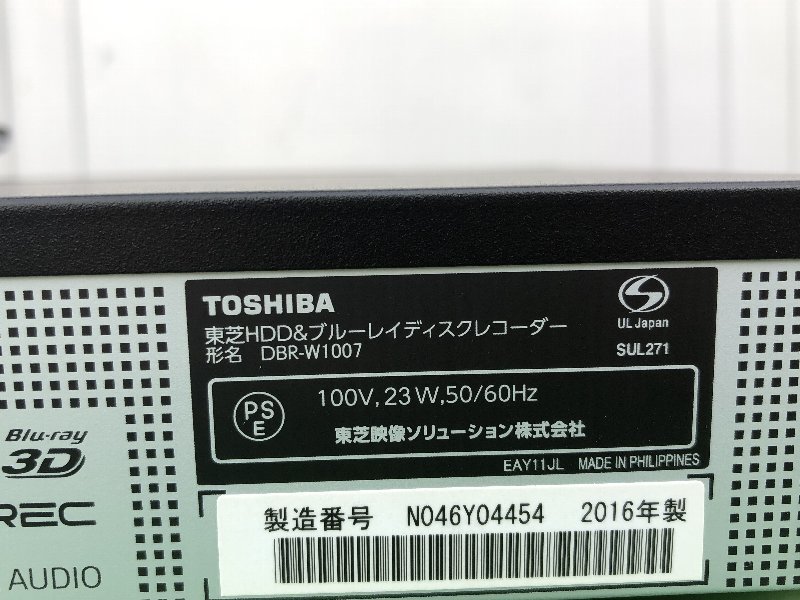 TOSHIBA
東芝HDD&ブルーレイディスクレコーダー
形名 DBR-W1007
UL Japan
SUL271
PS
E
100V, 23W, 50/60Hz
東芝映像ソリューション株式会社
EAY11JL MADE IN PHILIPPINES
Blu-ray
3D
REC
AUDIO
製造番号 N046Y04454 2016年製